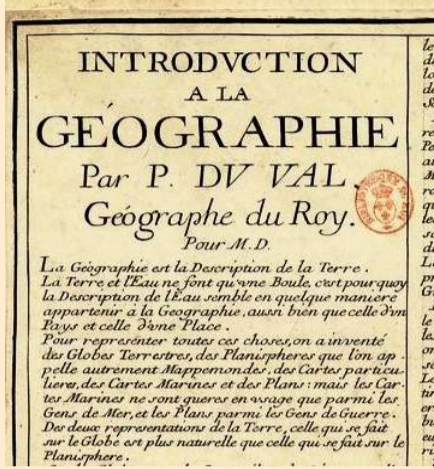 INTRODVCTION
A LA
GÉOGRAPHIE
Par P. DV VAL
Géographe du Roy.
Pour M. D.
La Géographie est la Description de la Terre.
La Terre et l'Eau ne font qu'vne Boule, c'est pourquoy
la Description de l'Eau semble en quelque maniere
appartenir à la Geographie, aussi bien que celle d'vn
Pays et celle d'vne Place.
Pour representer toutes ces choses, on a inventé
des Globes Terrestres, des Planispheres que l'on ap
pelle autrement Mappemondes, des Cartes particu
lieres, des Cartes Marines et des Plans: mais les Car-
tes Marines ne sont gueres en vsage que parmi les
Gens de Mer, et les Plans parmi les Gens de Guerre.
Des deux representations de la Terre, celle qui se fait
sur le Globe est plus naturelle que celle qui se fait sur le
Planisphere.